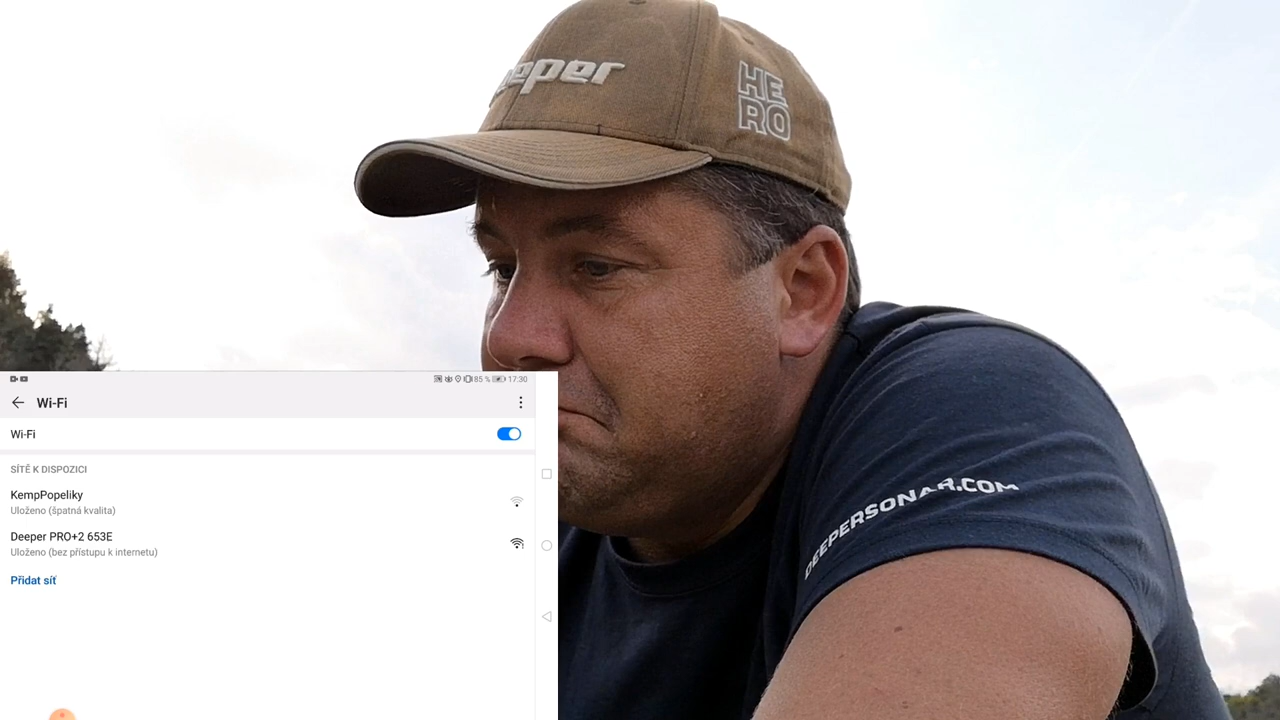 eeper
HE
RO
DEEPERSONAR.COM
85 % 17:30
Wi-Fi
Wi-Fi
SÍTĚ K DISPOZICI
KempPopeliky
Uloženo (špatná kvalita)
Deeper PRO+2 653E
Uloženo (bez přístupu k internetu)
Přidat síť